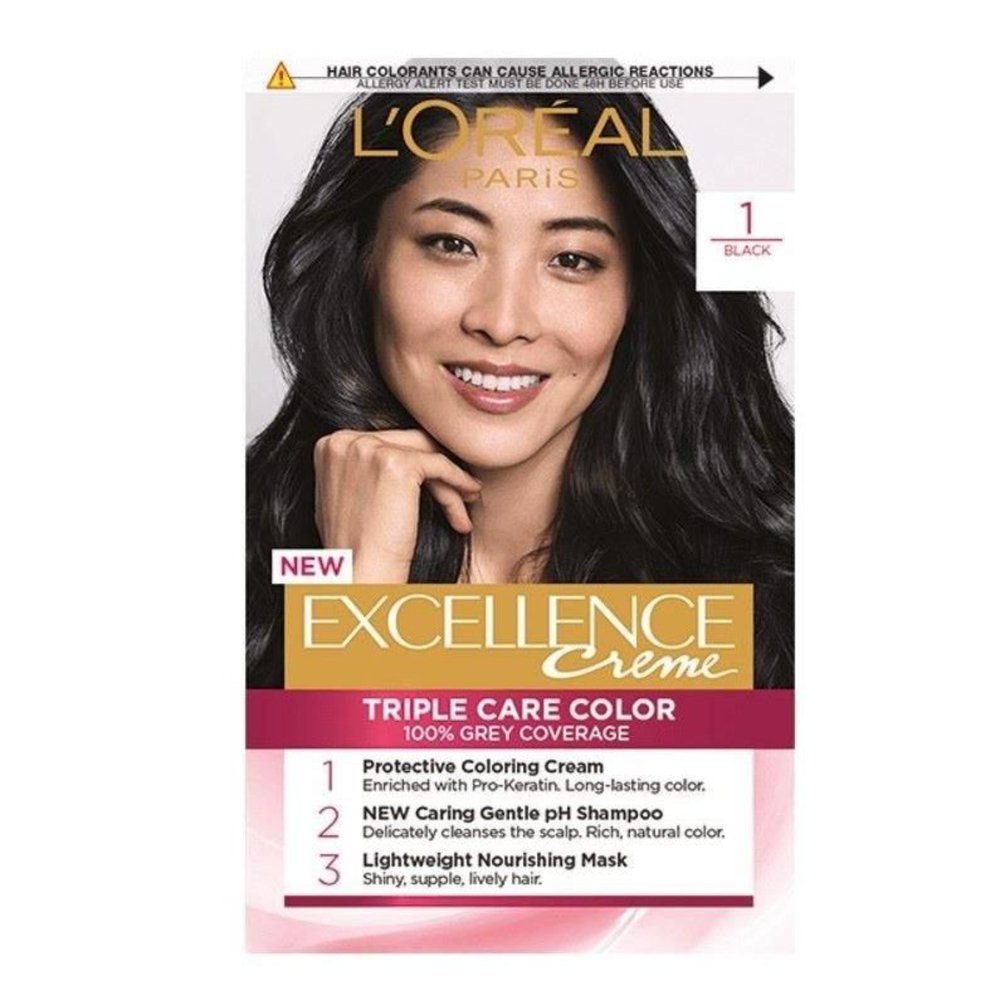 HAIR COLORANTS CAN CAUSE ALLERGIC REACTIONS
ALLERGY ALERT TEST MUST BE DONE 48H BEFORE USE
L'ORÉAL
PARiS
1
BLACK
NEW
EXCELLENCE
Creme
TRIPLE CARE COLOR
100% GREY COVERAGE
1 Protective Coloring Cream
Enriched with Pro-Keratin. Long-lasting color.
2 NEW Caring Gentle pH Shampoo
Delicately cleanses the scalp. Rich, natural color.
3 Lightweight Nourishing Mask
Shiny, supple, lively hair.